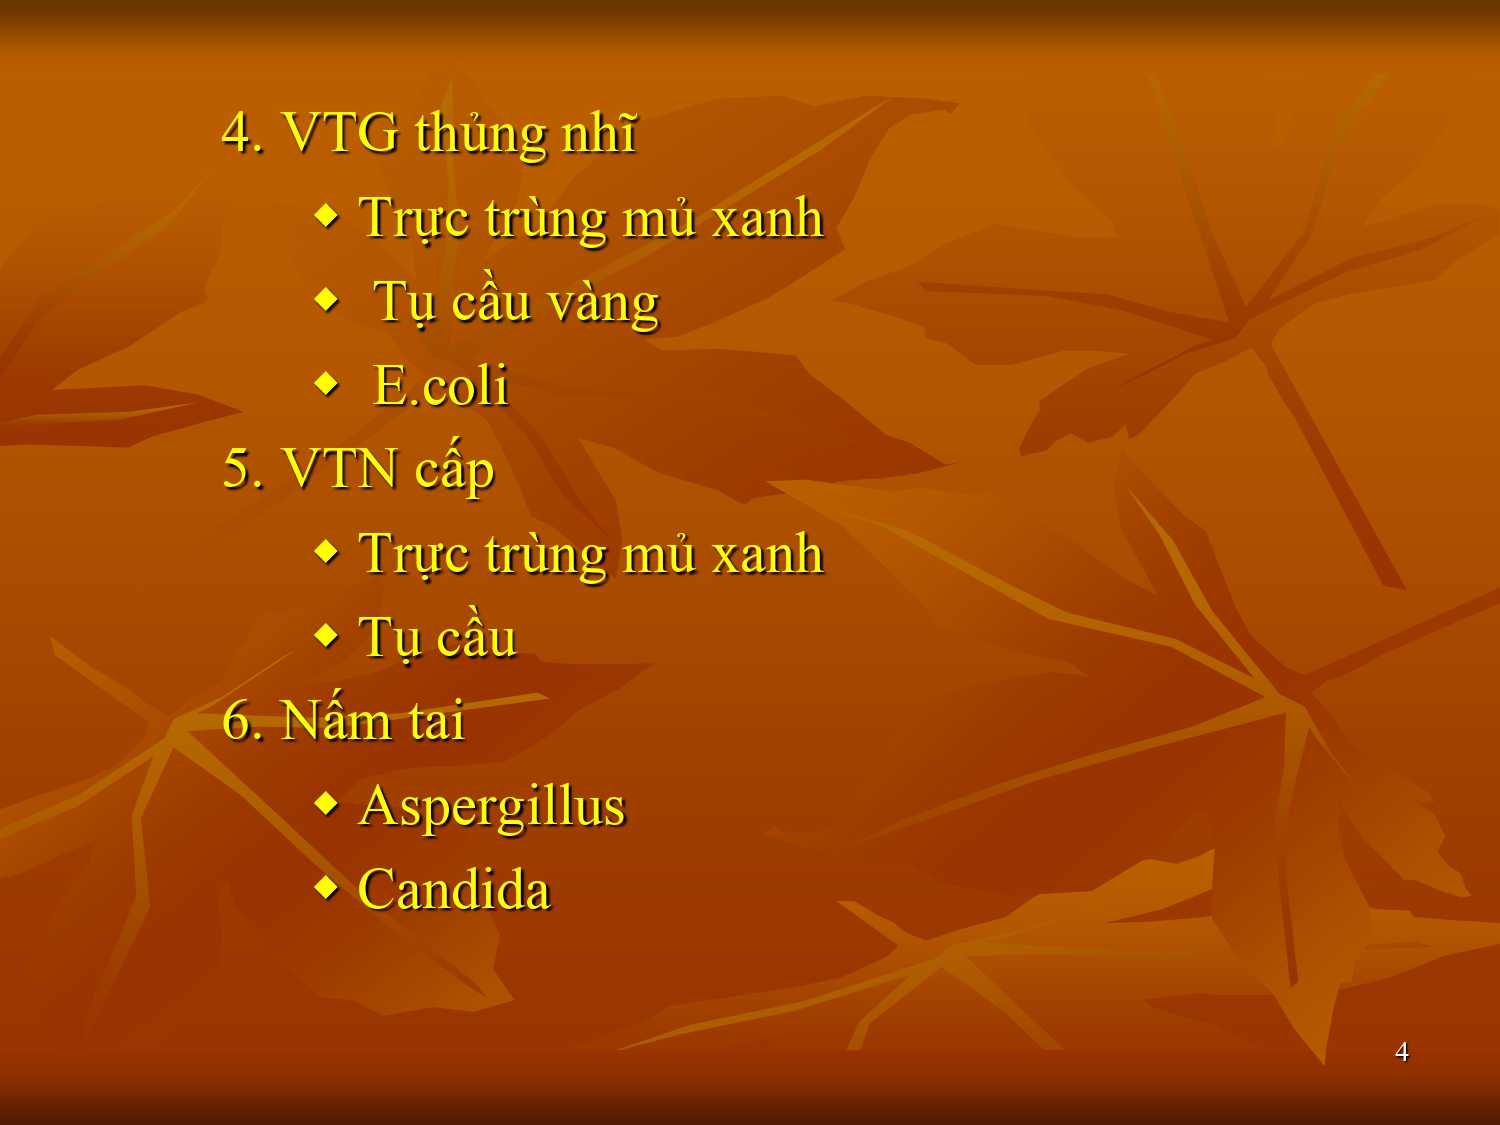 4. VTG thủng nhĩ
◆ Trực trùng mủ xanh
◆ Tụ cầu vàng
◆ E.coli
5. VTN cấp
◆ Trực trùng mủ xanh
◆ Tụ cầu
6. Nấm tai
◆ Aspergillus
◆ Candida
4